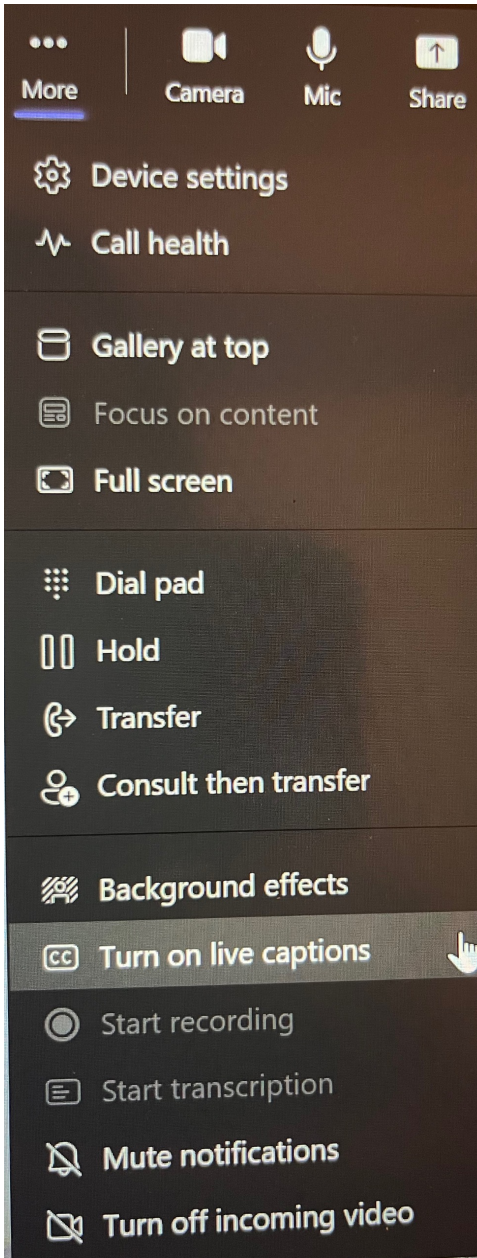 More
Camera
Mic
Share
Device settings
Call health
Gallery at top
Focus on content
Full screen
Dial pad
Hold
Transfer
Consult then transfer
Background effects
CC Turn on live captions
Start recording
Start transcription
Mute notifications
Turn off incoming video